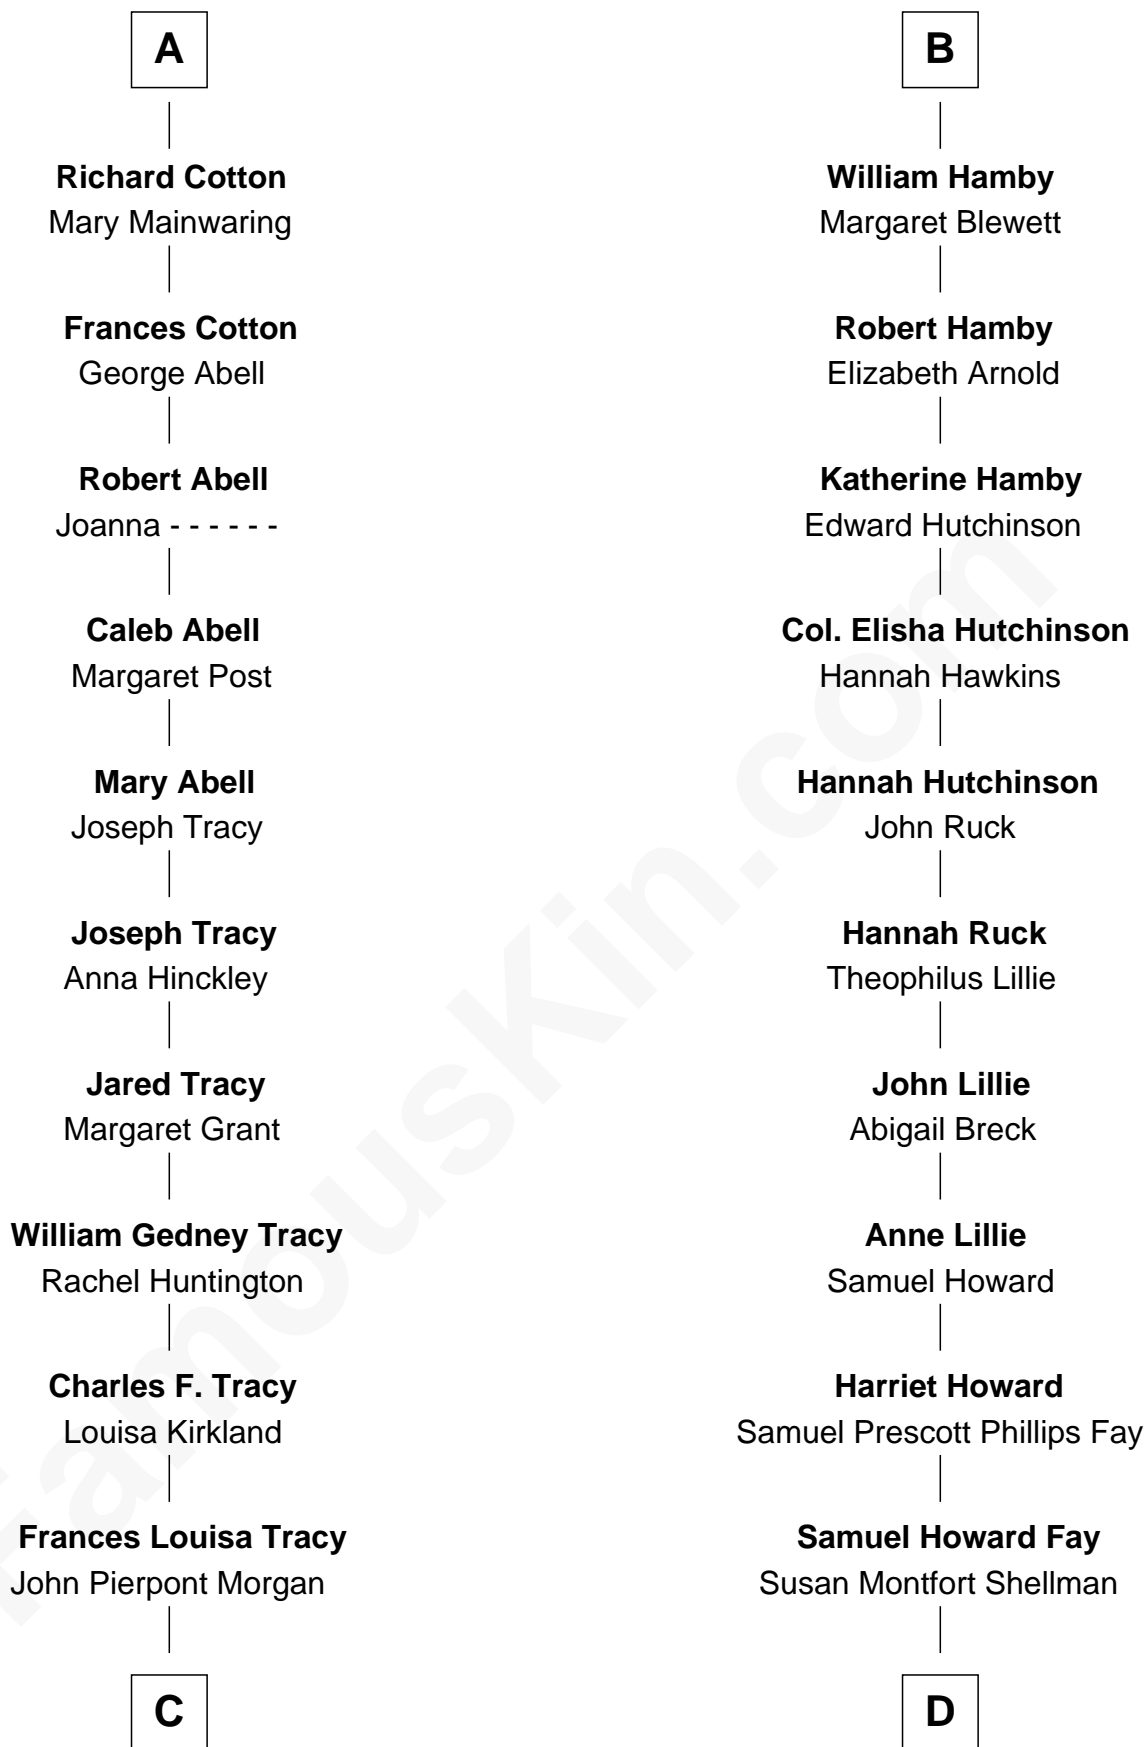 A
Richard Cotton
Mary Mainwaring
Frances Cotton
George Abell
Robert Abell
Joanna - - - - - -
Caleb Abell
Margaret Post
Mary Abell
Joseph Tracy
Joseph Tracy
Anna Hinckley
Jared Tracy
Margaret Grant
William Gedney Tracy
Rachel Huntington
Charles F. Tracy
Louisa Kirkland
Frances Louisa Tracy
John Pierpont Morgan
C
B
William Hamby
Margaret Blewett
Robert Hamby
Elizabeth Arnold
Katherine Hamby
Edward Hutchinson
Col. Elisha Hutchinson
Hannah Hawkins
Hannah Hutchinson
John Ruck
Hannah Ruck
Theophilus Lillie
John Lillie
Abigail Breck
Anne Lillie
Samuel Howard
Harriet Howard
Samuel Prescott Phillips Fay
Samuel Howard Fay
Susan Montfort Shellman
D
FamousKin.com